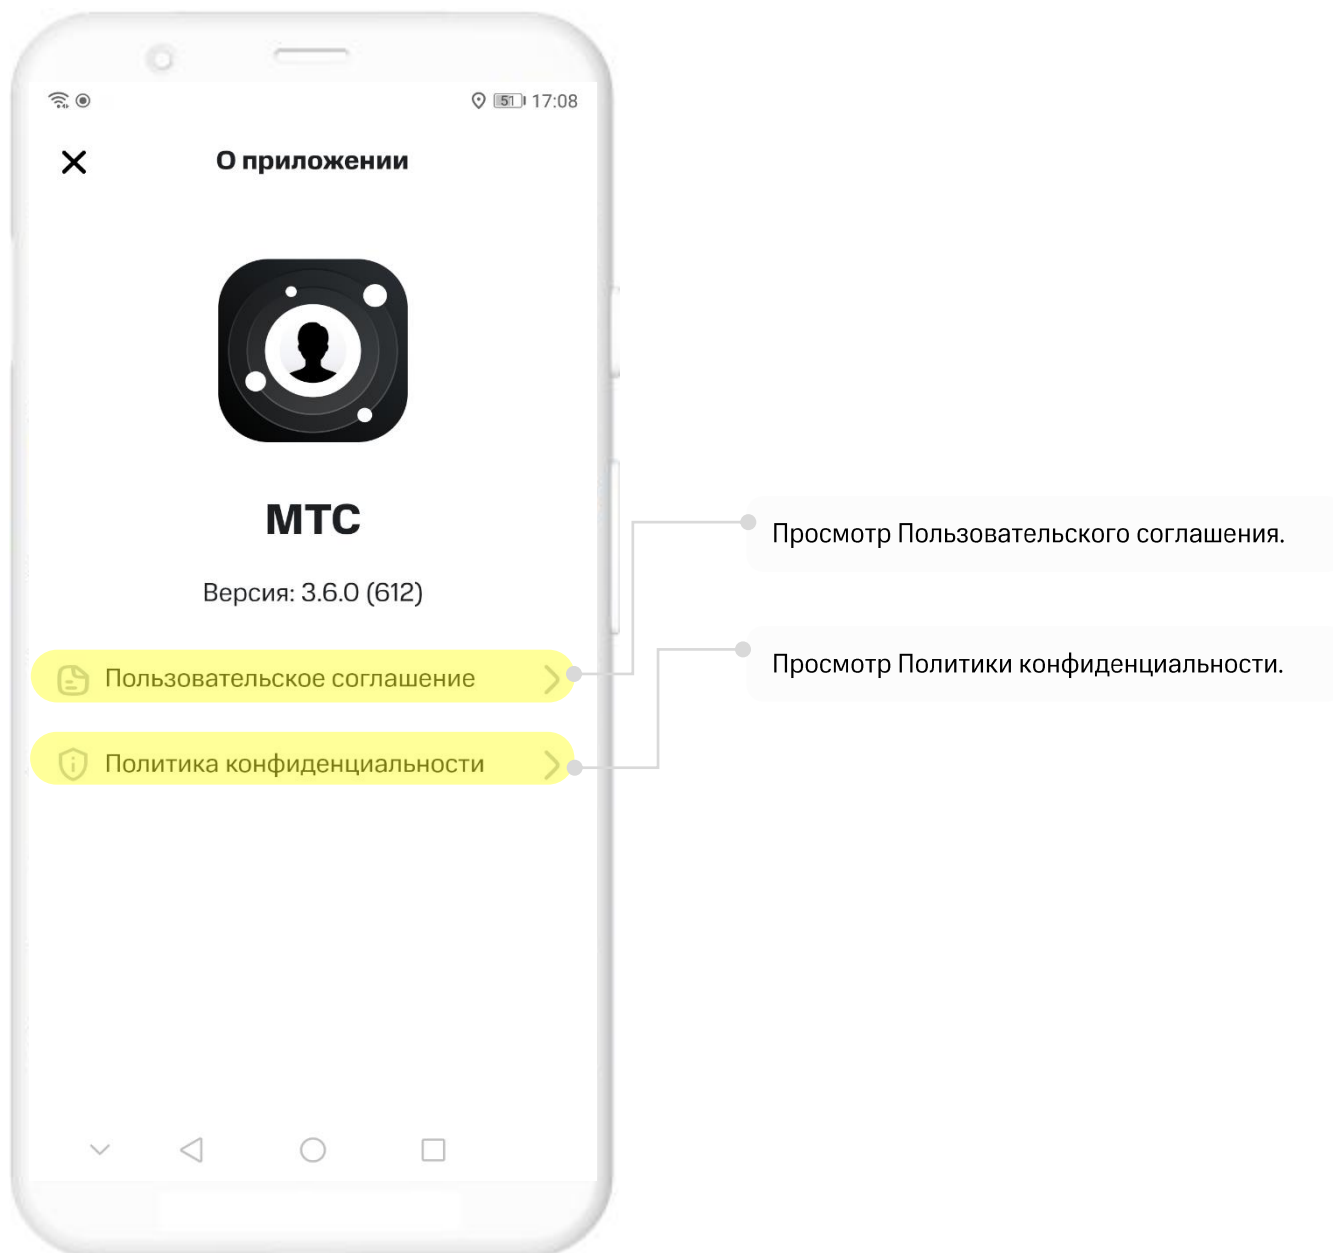 51 17:08
О приложении
МТС
Версия: 3.6.0 (612)
Пользовательское соглашение
Политика конфиденциальности
Просмотр Пользовательского соглашения.
Просмотр Политики конфиденциальности.